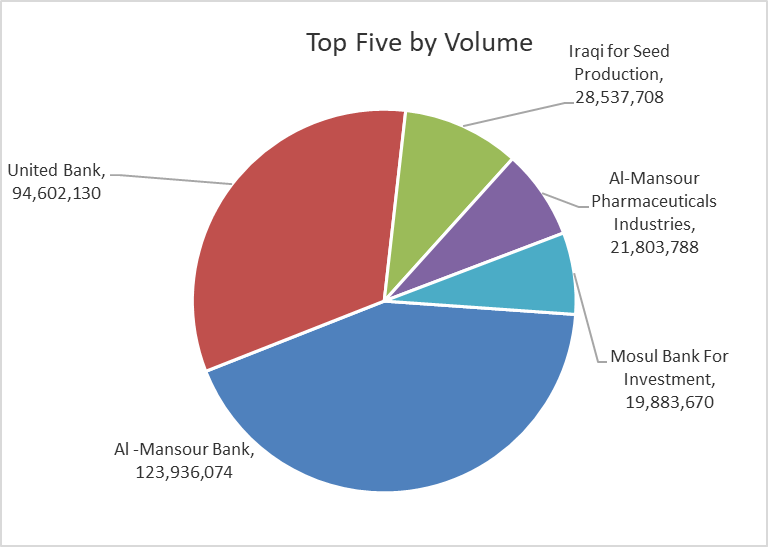 Top Five by Volume
Iraqi for Seed
Production,
28,537,708
United Bank,
94,602,130
Al-Mansour
Pharmaceuticals
Industries,
21,803,788
Mosul Bank For
Investment,
19,883,670
Al -Mansour Bank,
123,936,074